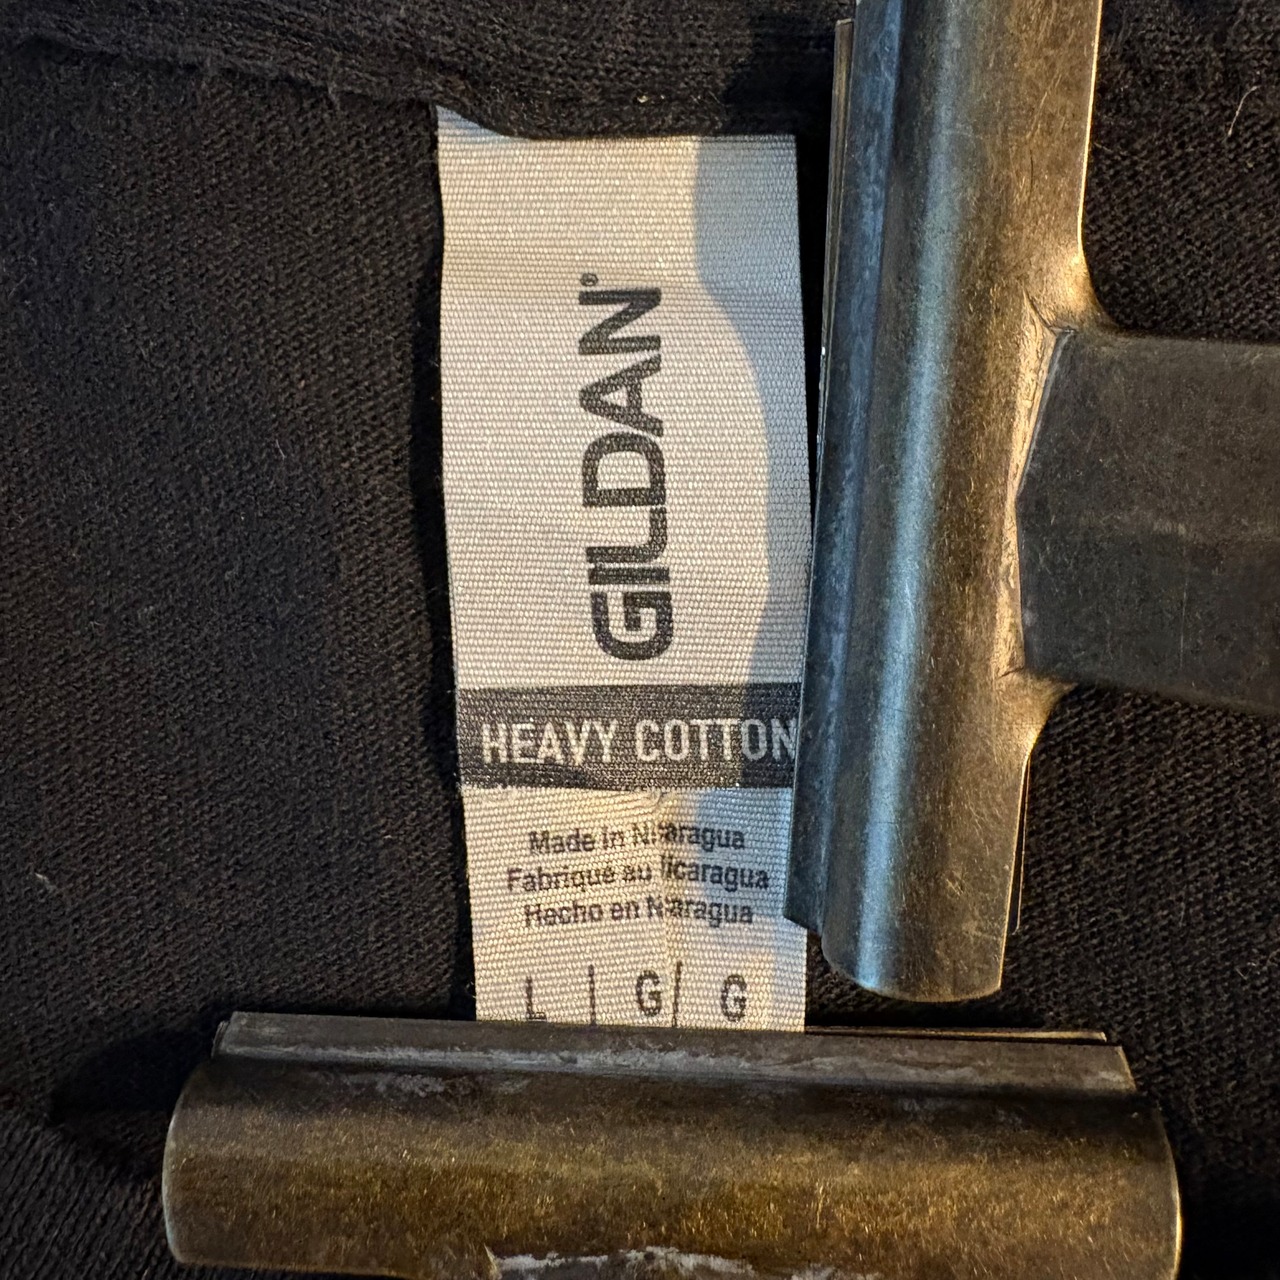 GILDAN®
HEAVY COTTON
Made in Nicaragua
Fabriqué au Nicaragua
Hecho en Nicaragua
L | G / G